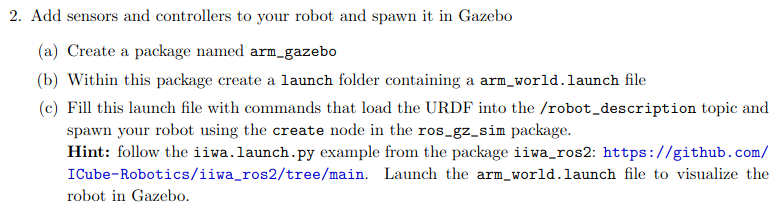 2. Add sensors and controllers to your robot and spawn it in Gazebo
(a) Create a package named arm_gazebo
(b) Within this package create a launch folder containing a arm_world.launch file
(c) Fill this launch file with commands that load the URDF into the /robot_description topic and
spawn your robot using the create node in the ros_gz_sim package.
Hint: follow the iiwa.launch.py example from the package iiwa_ros2: https://github.com/
ICube-Robotics/iiwa_ros2/tree/main. Launch the arm_world.launch file to visualize the
robot in Gazebo.